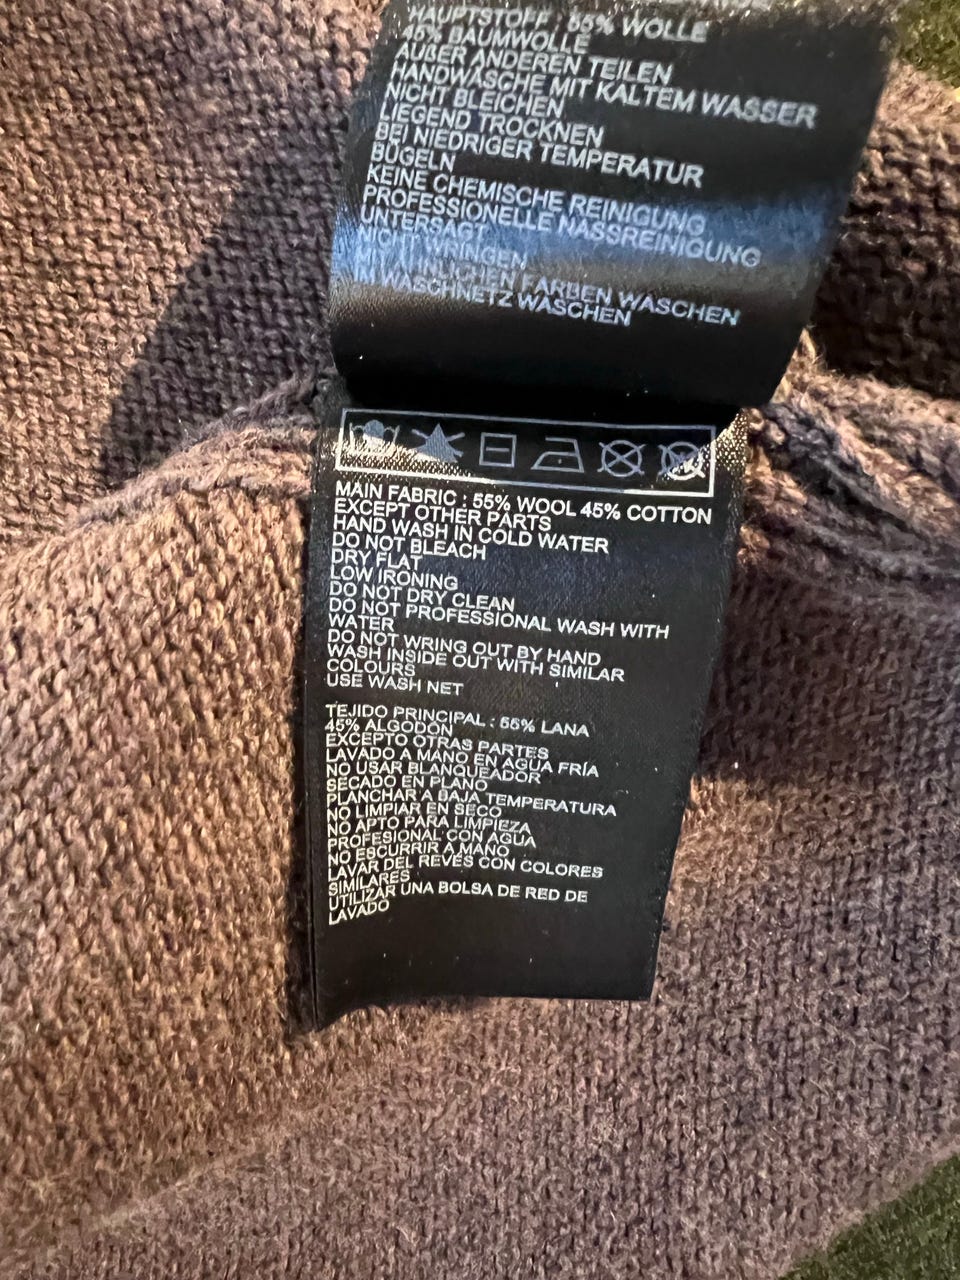 HAUPTSTOFF : 55% WOLLE
45% BAUMWOLLE
AUßER ANDEREN TEILEN
HANDWÄSCHE MIT KALTEM WASSER
NICHT BLEICHEN
LIEGEND TROCKNEN
BEI NIEDRIGER TEMPERATUR
BÜGELN
KEINE CHEMISCHE REINIGUNG
PROFESSIONELLE NASSREINIGUNG
UNTERSAGT
NICHT WRINGEN
MIT ÄHNLICHEN FARBEN WASCHEN
IN WASCHNETZ WASCHEN
MAIN FABRIC : 55% WOOL 45% COTTON
EXCEPT OTHER PARTS
HAND WASH IN COLD WATER
DO NOT BLEACH
DRY FLAT
LOW IRONING
DO NOT DRY CLEAN
DO NOT PROFESSIONAL WASH WITH
WATER
DO NOT WRING OUT BY HAND
WASH INSIDE OUT WITH SIMILAR
COLOURS
USE WASH NET
TEJIDO PRINCIPAL : 55% LANA
45% ALGODÓN
EXCEPTO OTRAS PARTES
LAVADO A MANO EN AGUA FRÍA
NO USAR BLANQUEADOR
SECADO EN PLANO
PLANCHAR A BAJA TEMPERATURA
NO LIMPIAR EN SECO
NO APTO PARA LIMPIEZA
PROFESIONAL CON AGUA
NO ESCURRIR A MANO
LAVAR DEL REVÉS CON COLORES
SIMILARES
UTILIZAR UNA BOLSA DE RED DE
LAVADO